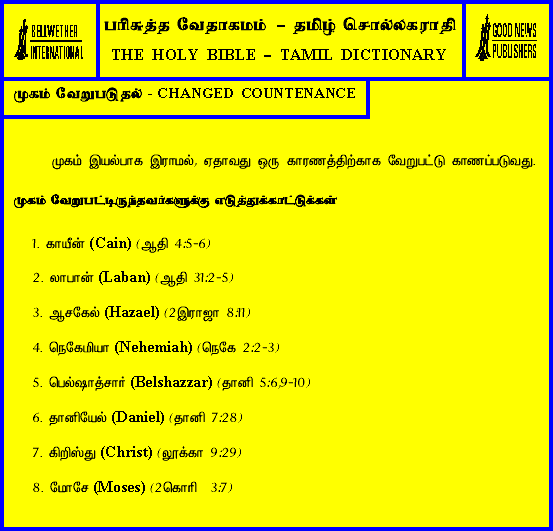 BELLWETHER
INTERNATIONAL
பரிசுத்த வேதாகமம் – தமிழ் சொல்லகராதி
THE HOLY BIBLE – TAMIL DICTIONARY
GOOD NEWS
PUBLISHERS
முகம் வேறுபடுதல் - CHANGED COUNTENANCE
முகம் இயல்பாக இராமல், ஏதாவது ஒரு காரணத்திற்காக வேறுபட்டு காணப்படுவது.
முகம் வேறுபட்டிருந்தவர்களுக்கு எடுத்துக்காட்டுக்கள்
1. காயீன் (Cain) (ஆதி 4:5-6)
2. லாபான் (Laban) (ஆதி 31:2-5)
3. ஆசகேல் (Hazael) (2இராஜா 8:11)
4. நெகேமியா (Nehemiah) (நெகே 2:2-3)
5. பெல்ஷாத்சார் (Belshazzar) (தானி 5:6,9-10)
6. தானியேல் (Daniel) (தானி 7:28)
7. கிறிஸ்து (Christ) (லூக்கா 9:29)
8. மோசே (Moses) (2கொரி 3:7)